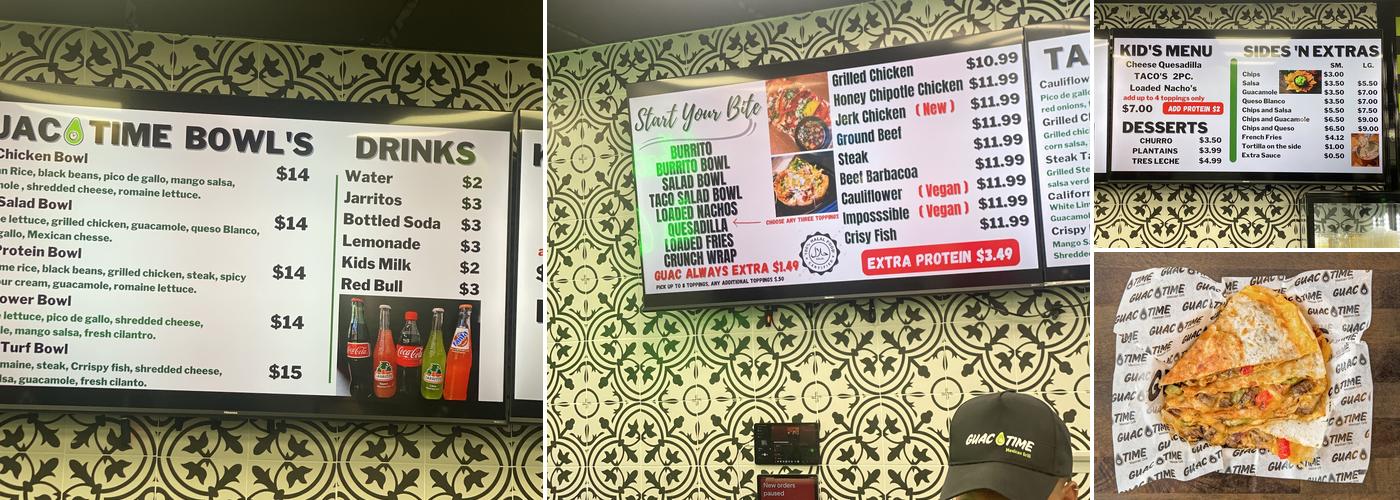 UAC TIME BOWL'S
Chicken Bowl $14
n Rice, black beans, pico de gallo, mango salsa,
ole , shredded cheese, romaine lettuce.
Salad Bowl $14
e lettuce, grilled chicken, guacamole, queso Blanco,
gallo, Mexican chesse.
Protein Bowl $14
me rice, black beans, grilled chicken, steak, spicy
ur cream, guacamole, romaine lettuce.
ower Bowl $14
lettuce, pico de gallo, shredded cheese,
le, mango salsa, fresh cilantro.
Turf Bowl $15
maine, steak, Crrispy fish, shredded cheese,
lsa, guacamole, fresh cilanto.
DRINKS
Water $2
Jarritos $3
Bottled Soda $3
Lemonade $3
Kids Milk $2
Red Bull $3
Start Your Bite
BURRITO
BURRITO BOWL
SALAD BOWL
TACO SALAD BOWL
LOADED NACHOS
QUESADILLA
LOADED FRIES
CRUNCH WRAP
CHOOSE ANY THREE TOPPINGS
GUAC ALWAYS EXTRA $1.49
PICK UP TO 8 TOPPINGS, ANY ADDITIONAL TOPPINGS $.50
Grilled Chicken $10.99
Honey Chipotle Chicken $11.99
Jerk Chicken ( New ) $11.99
Ground Beef $11.99
Steak $11.99
Beef Barbacoa $11.99
Cauliflower ( Vegan ) $11.99
Imposssible ( Vegan ) $11.99
Crisy Fish $11.99
EXTRA PROTEIN $3.49
TA
Cauliflow
Pico de gallo
red onions,
Grilled C
Grilled chic
corn salsa,
Steak Ta
Grilled Ste
salsa verd
Californ
White Lim
Guacamol
Crispy
Mango Sa
Shredde
New orders
paused
GUAC TIME
Mexican Grill
KID'S MENU
Cheese Quesadilla
TACO'S 2PC.
Loaded Nacho's
add up to 4 toppings only
$7.00 ADD PROTEIN $2
DESSERTS
CHURRO $3.50
PLANTAINS $3.99
TRES LECHE $4.99
SIDES 'N EXTRAS
SM. LG.
Chips $3.00
Salsa $3.50 $5.50
Guacamole $3.50 $7.00
Queso Blanco $3.50 $7.00
Chips and Salsa $5.50 $7.50
Chips and Guacamole $6.50 $9.00
Chips and Queso $6.50 $9.00
French Fries $4.12
Tortilla on the side $1.00
Extra Sauce $0.50
GUAC TIME